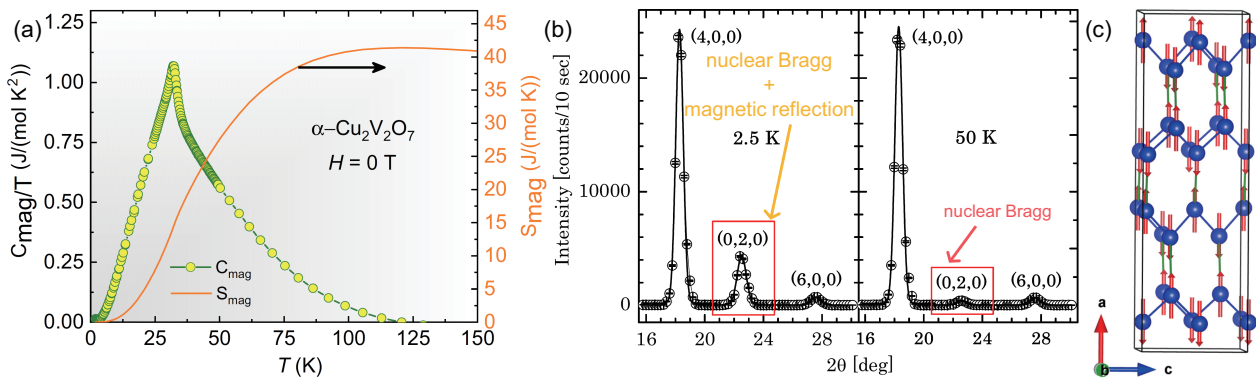 (a)
1.25
1.00
0.75
0.50
0.25
0.00
Cmag/T (J/(mol K²))
α–Cu₂V₂O₇
H = 0 T
Cmag
Smag
0
25
50
75
100
125
150
T (K)
45
40
35
30
25
20
15
10
5
0
Smag (J/(mol K))
(b)
Intensity [counts/10 sec]
20000
10000
0
(4,0,0)
nuclear Bragg
+
magnetic reflection
2.5 K
(0,2,0)
(6,0,0)
(4,0,0)
50 K
nuclear Bragg
(0,2,0)
(6,0,0)
16
20
24
28
16
20
24
28
2θ [deg]
(c)
a
b
c